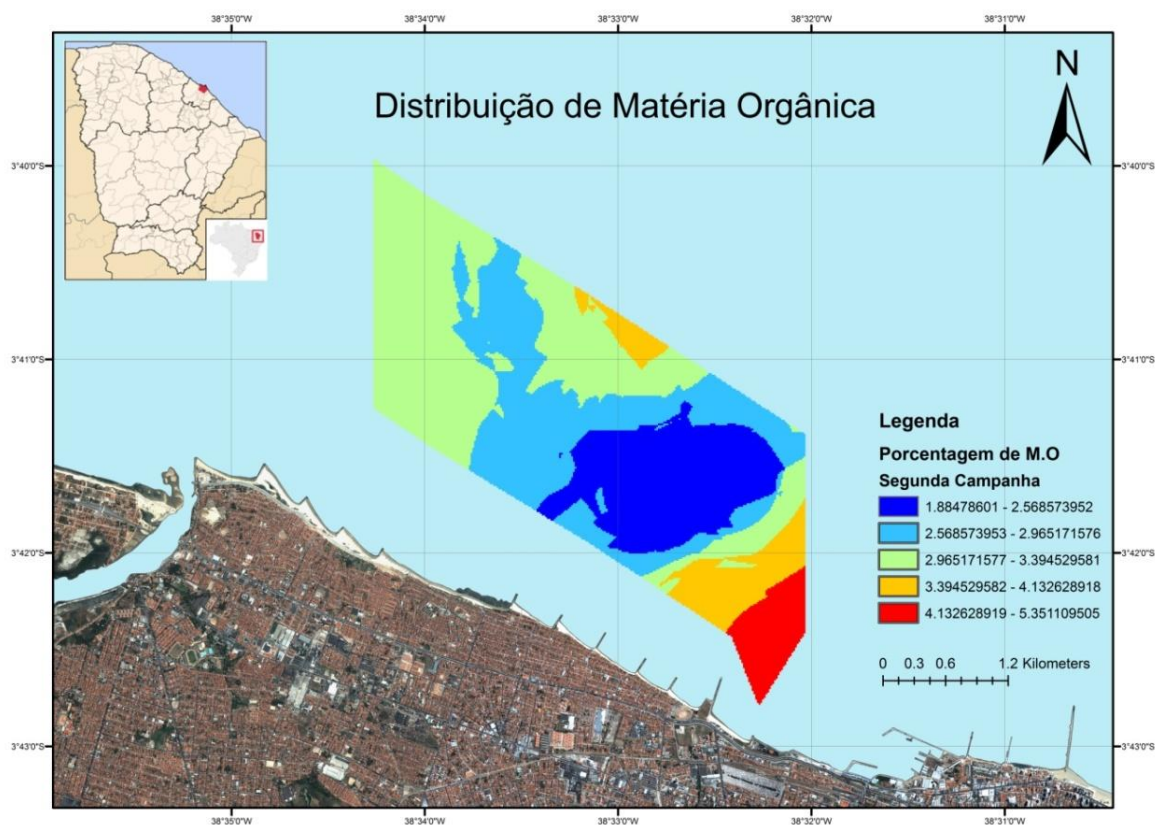 38°35'0"W 38°34'0"W 38°33'0"W 38°32'0"W 38°31'0"W
N
Distribuição de Matéria Orgânica
3°40'0"S 3°40'0"S
3°41'0"S 3°41'0"S
Legenda
Porcentagem de M.O
Segunda Campanha
1.88478601 - 2.568573952
2.568573953 - 2.965171576
2.965171577 - 3.394529581
3.394529582 - 4.132628918
4.132628919 - 5.351109505
3°42'0"S 3°42'0"S
0 0.3 0.6 1.2 Kilometers
3°43'0"S 3°43'0"S
38°35'0"W 38°34'0"W 38°33'0"W 38°32'0"W 38°31'0"W